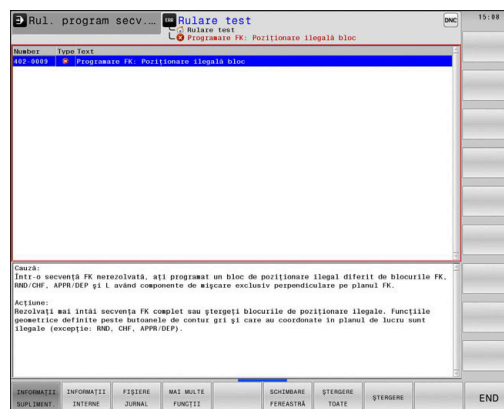 Rul. program secv....
Rulare test
DNC
15:08
Rulare test
Programare FK: Poziționare ilegală bloc
Number Type Text
402-0009 Programare FK: Poziționare ilegală bloc
Cauză:
Într-o secvență FK nerezolvată, ați programat un bloc de poziționare ilegal diferit de blocurile FK,
RND/CHF, APPR/DEP și L având componente de mișcare exclusiv perpendiculare pe planul FK.
Acțiune:
Rezolvați mai întâi secvența FK complet sau ștergeți blocurile de poziționare ilegale. Funcțiile
geometrice definite peste butoanele de contur gri și care au coordonate în planul de lucru sunt
ilegale (excepție: RND, CHF, APPR/DEP).
INFORMAȚII SUPLIMENT.
INFORMAȚII INTERNE
FIȘIERE JURNAL
MAI MULTE FUNCȚII
SCHIMBARE FEREASTRĂ
ȘTERGERE TOATE
ȘTERGERE
END